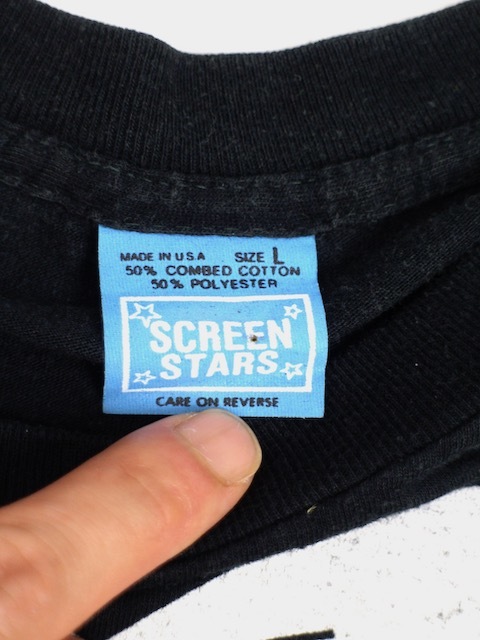 MADE IN U.S.A SIZE L
50% COMBED COTTON
50% POLYESTER
SCREEN
STARS
CARE ON REVERSE